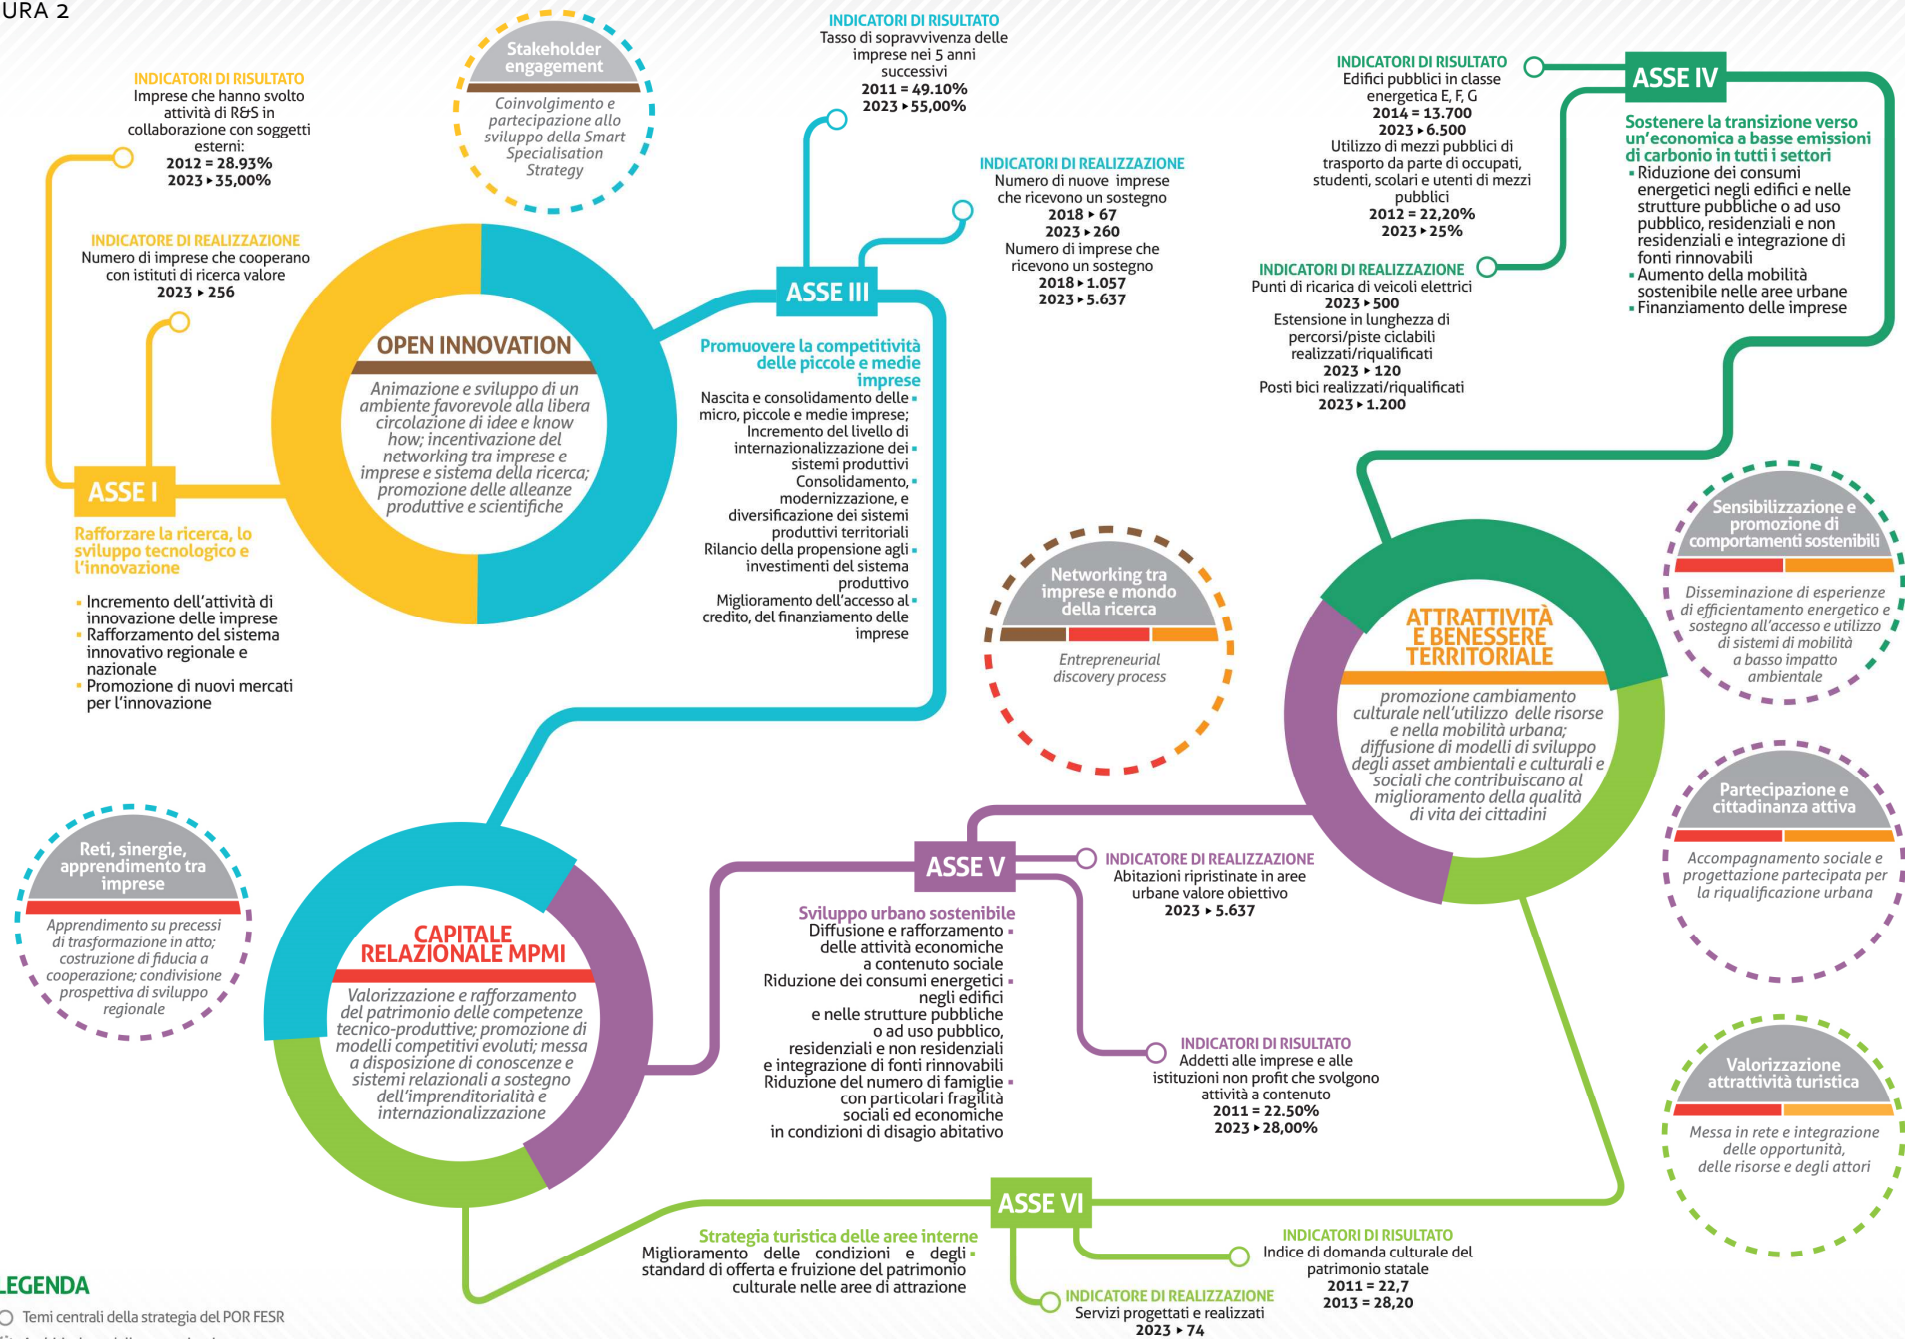 URA 2
INDICATORI DI RISULTATO
Imprese che hanno svolto
attività di R&S in
collaborazione con soggetti
esterni:
2012 = 28.93%
2023 ▸ 35,00%
INDICATORE DI REALIZZAZIONE
Numero di imprese che cooperano
con istituti di ricerca valore
2023 ▸ 256
ASSE I
Rafforzare la ricerca, lo
sviluppo tecnologico e
l'innovazione
▪ Incremento dell'attività di
innovazione delle imprese
▪ Rafforzamento del sistema
innovativo regionale e
nazionale
▪ Promozione di nuovi mercati
per l'innovazione
Stakeholder
engagement
Coinvolgimento e
partecipazione allo
sviluppo della Smart
Specialisation
Strategy
OPEN INNOVATION
Animazione e sviluppo di un
ambiente favorevole alla libera
circolazione di idee e know
how; incentivazione del
networking tra imprese e
imprese e sistema della ricerca;
promozione delle alleanze
produttive e scientifiche
INDICATORI DI RISULTATO
Tasso di sopravvivenza delle
imprese nei 5 anni
successivi
2011 = 49.10%
2023 ▸ 55,00%
INDICATORI DI REALIZZAZIONE
Numero di nuove imprese
che ricevono un sostegno
2018 ▸ 67
2023 ▸ 260
Numero di imprese che
ricevono un sostegno
2018 ▸ 1.057
2023 ▸ 5.637
ASSE III
Promuovere la competitività
delle piccole e medie
imprese
Nascita e consolidamento delle ▪
micro, piccole e medie imprese;
Incremento del livello di
internazionalizzazione dei ▪
sistemi produttivi
Consolidamento, ▪
modernizzazione, e
diversificazione dei sistemi
produttivi territoriali
Rilancio della propensione agli ▪
investimenti del sistema
produttivo
Miglioramento dell'accesso al ▪
credito, del finanziamento delle
imprese
INDICATORI DI RISULTATO
Edifici pubblici in classe
energetica E, F, G
2014 = 13.700
2023 ▸ 6.500
Utilizzo di mezzi pubblici di
trasporto da parte di occupati,
studenti, scolari e utenti di mezzi
pubblici
2012 = 22,20%
2023 ▸ 25%
INDICATORI DI REALIZZAZIONE
Punti di ricarica di veicoli elettrici
2023 ▸ 500
Estensione in lunghezza di
percorsi/piste ciclabili
realizzati/riqualificati
2023 ▸ 120
Posti bici realizzati/riqualificati
2023 ▸ 1.200
ASSE IV
Sostenere la transizione verso
un'economica a basse emissioni
di carbonio in tutti i settori
▪ Riduzione dei consumi
energetici negli edifici e nelle
strutture pubbliche o ad uso
pubblico, residenziali e non
residenziali e integrazione di
fonti rinnovabili
▪ Aumento della mobilità
sostenibile nelle aree urbane
▪ Finanziamento delle imprese
Networking tra
imprese e mondo
della ricerca
Entrepreneurial
discovery process
ATTRATTIVITÀ
E BENESSERE
TERRITORIALE
promozione cambiamento
culturale nell'utilizzo delle risorse
e nella mobilità urbana;
diffusione di modelli di sviluppo
degli asset ambientali e culturali e
sociali che contribuiscano al
miglioramento della qualità
di vita dei cittadini
Sensibilizzazione e
promozione di
comportamenti sostenibili
Disseminazione di esperienze
di efficientamento energetico e
sostegno all'accesso e utilizzo
di sistemi di mobilità
a basso impatto
ambientale
Partecipazione e
cittadinanza attiva
Accompagnamento sociale e
progettazione partecipata per
la riqualificazione urbana
Valorizzazione
attrattività turistica
Messa in rete e integrazione
delle opportunità,
delle risorse e degli attori
Reti, sinergie,
apprendimento tra
imprese
Apprendimento su precessi
di trasformazione in atto;
costruzione di fiducia a
cooperazione; condivisione
prospettiva di sviluppo
regionale
CAPITALE
RELAZIONALE MPMI
Valorizzazione e rafforzamento
del patrimonio delle competenze
tecnico-produttive; promozione di
modelli competitivi evoluti; messa
a disposizione di conoscenze e
sistemi relazionali a sostegno
dell'imprenditorialità e
internazionalizzazione
ASSE V
Sviluppo urbano sostenibile
Diffusione e rafforzamento ▪
delle attività economiche
a contenuto sociale
Riduzione dei consumi energetici ▪
negli edifici
e nelle strutture pubbliche
o ad uso pubblico,
residenziali e non residenziali
e integrazione di fonti rinnovabili
Riduzione del numero di famiglie ▪
con particolari fragilità
sociali ed economiche
in condizioni di disagio abitativo
INDICATORE DI REALIZZAZIONE
Abitazioni ripristinate in aree
urbane valore obiettivo
2023 ▸ 5.637
INDICATORI DI RISULTATO
Addetti alle imprese e alle
istituzioni non profit che svolgono
attività a contenuto
2011 = 22.50%
2023 ▸ 28,00%
ASSE VI
Strategia turistica delle aree interne
Miglioramento delle condizioni e degli ▪
standard di offerta e fruizione del patrimonio
culturale nelle aree di attrazione
INDICATORI DI RISULTATO
Indice di domanda culturale del
patrimonio statale
2011 = 22,7
2013 = 28,20
INDICATORE DI REALIZZAZIONE
Servizi progettati e realizzati
2023 ▸ 74
LEGENDA
Temi centrali della strategia del POR FESR